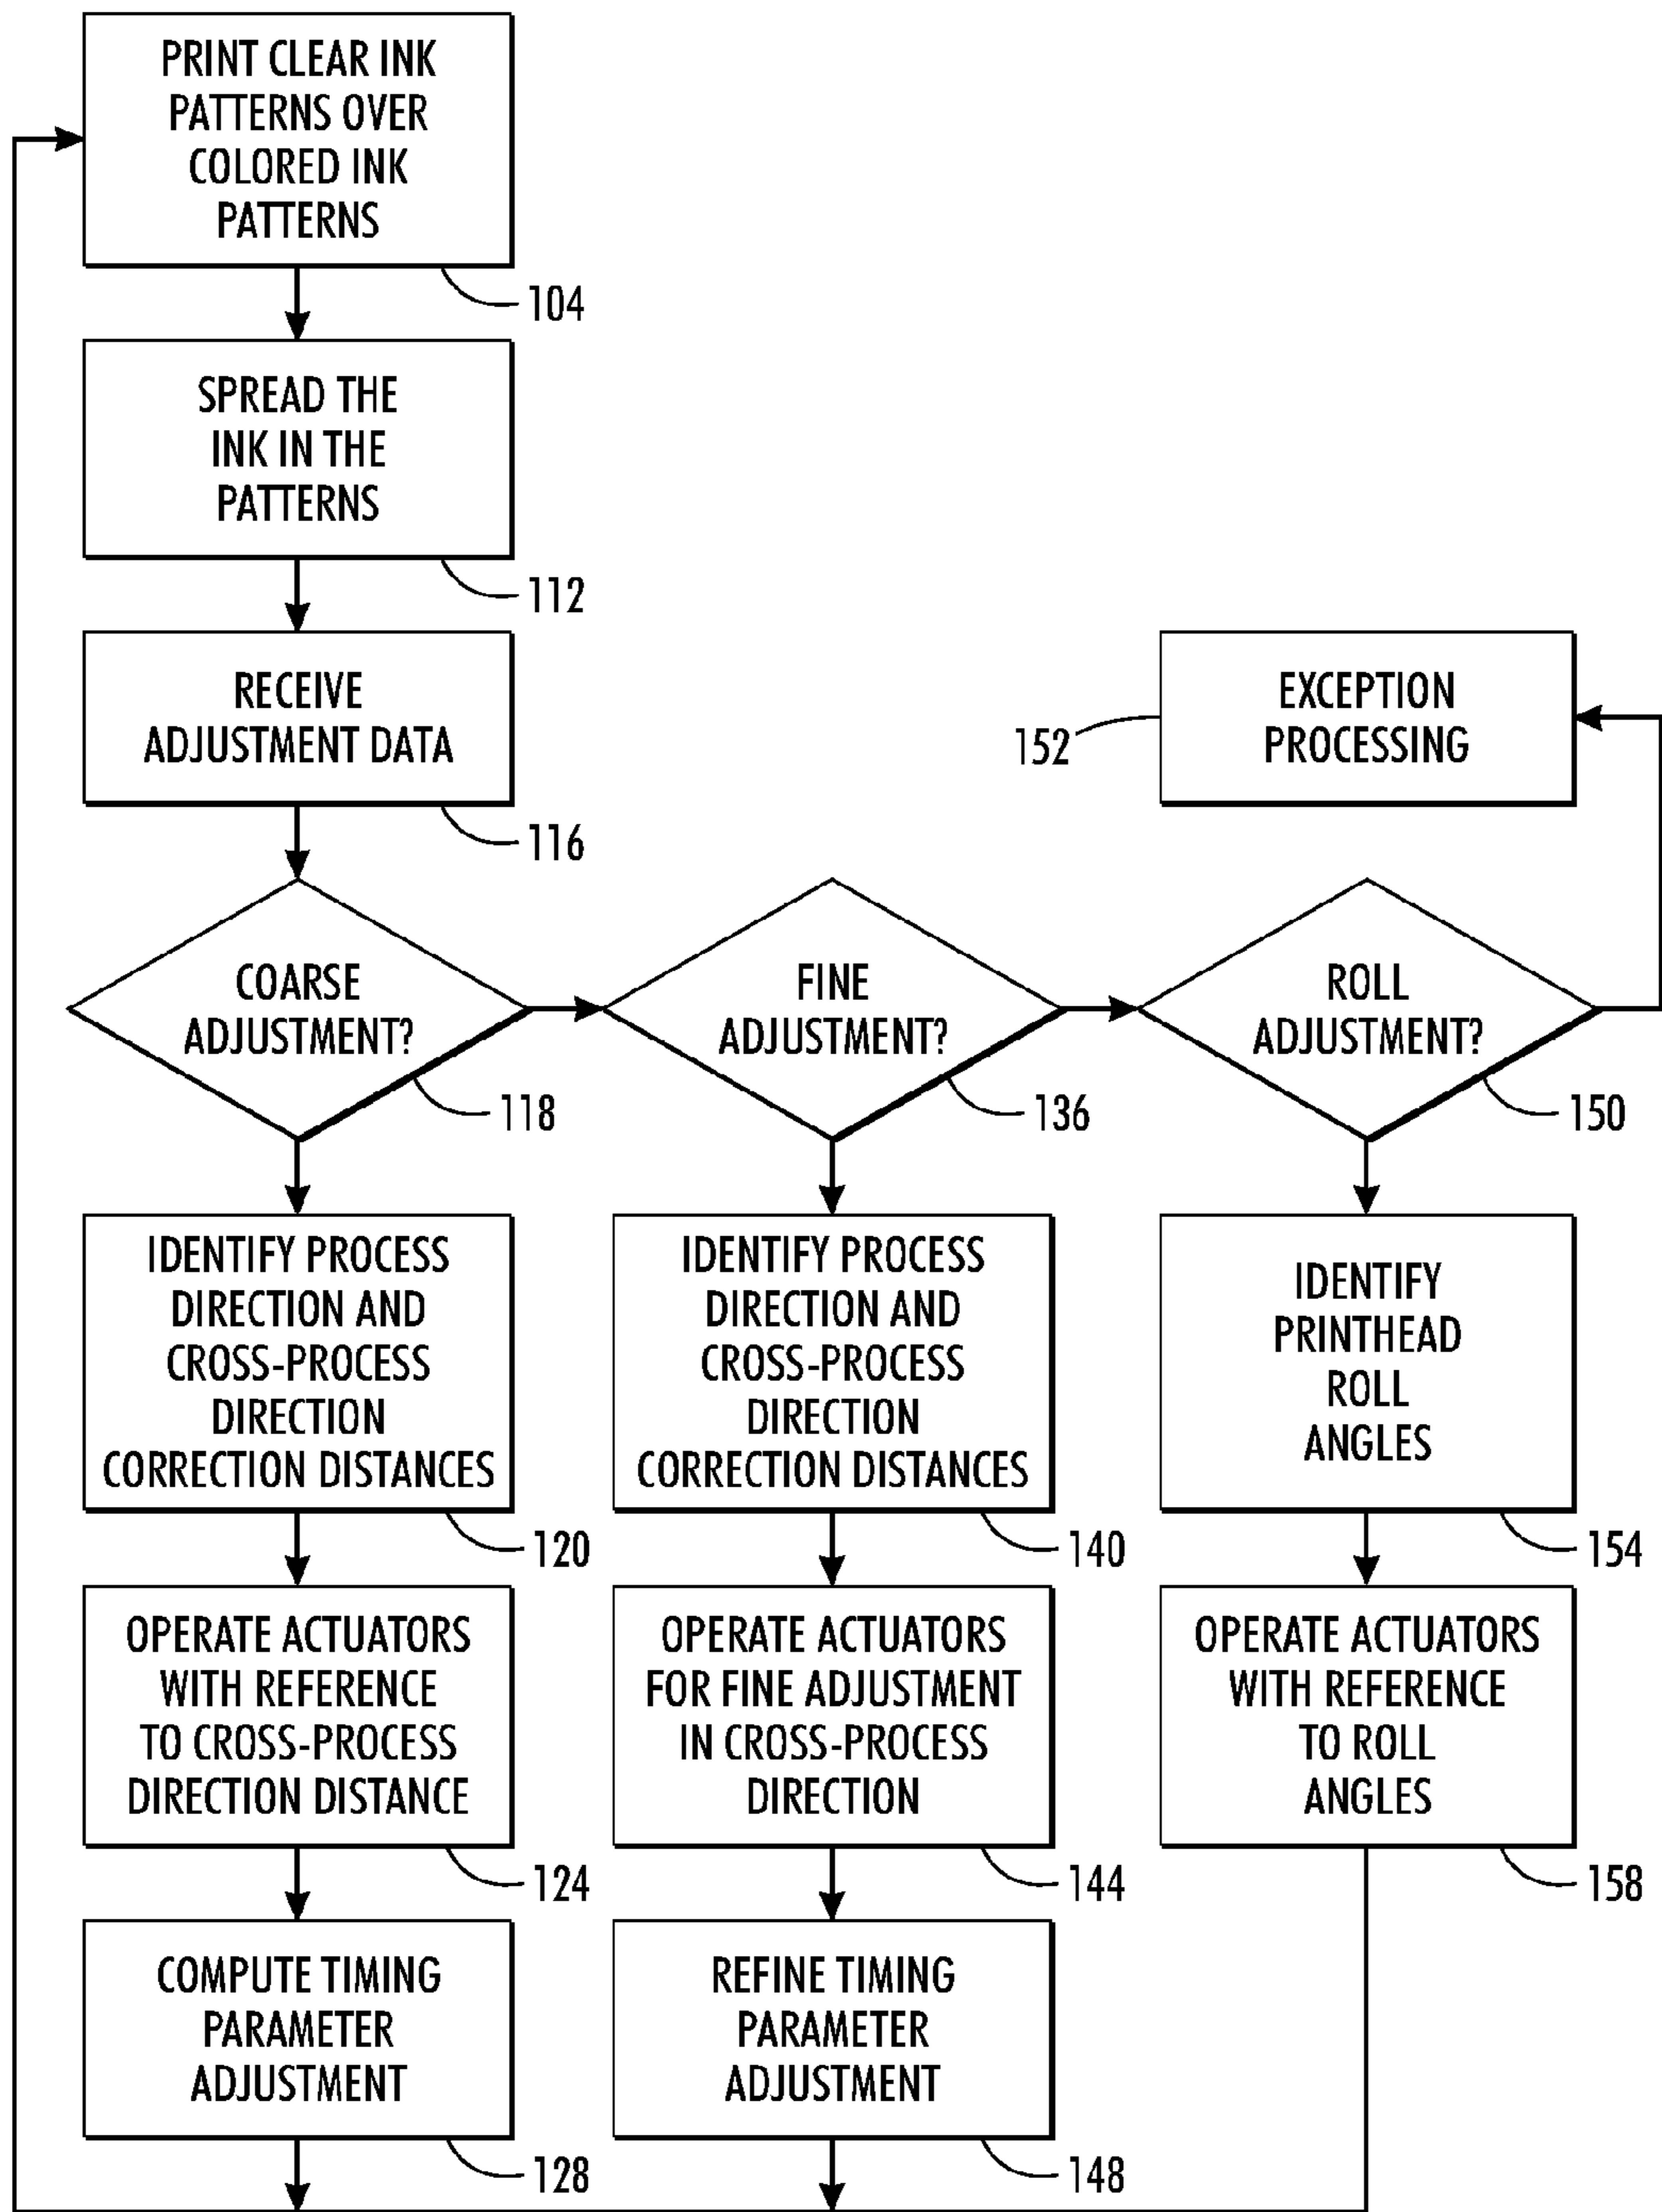 PRINT CLEAR INK
PATTERNS OVER
COLORED INK
PATTERNS
104
SPREAD THE
INK IN THE
PATTERNS
112
RECEIVE
ADJUSTMENT DATA
116
EXCEPTION
PROCESSING
152
COARSE
ADJUSTMENT?
118
FINE
ADJUSTMENT?
136
ROLL
ADJUSTMENT?
150
IDENTIFY PROCESS
DIRECTION AND
CROSS-PROCESS
DIRECTION
CORRECTION DISTANCES
120
IDENTIFY PROCESS
DIRECTION AND
CROSS-PROCESS
DIRECTION
CORRECTION DISTANCES
140
IDENTIFY
PRINTHEAD
ROLL
ANGLES
154
OPERATE ACTUATORS
WITH REFERENCE
TO CROSS-PROCESS
DIRECTION DISTANCE
124
OPERATE ACTUATORS
FOR FINE ADJUSTMENT
IN CROSS-PROCESS
DIRECTION
144
OPERATE ACTUATORS
WITH REFERENCE
TO ROLL
ANGLES
158
COMPUTE TIMING
PARAMETER
ADJUSTMENT
128
REFINE TIMING
PARAMETER
ADJUSTMENT
148